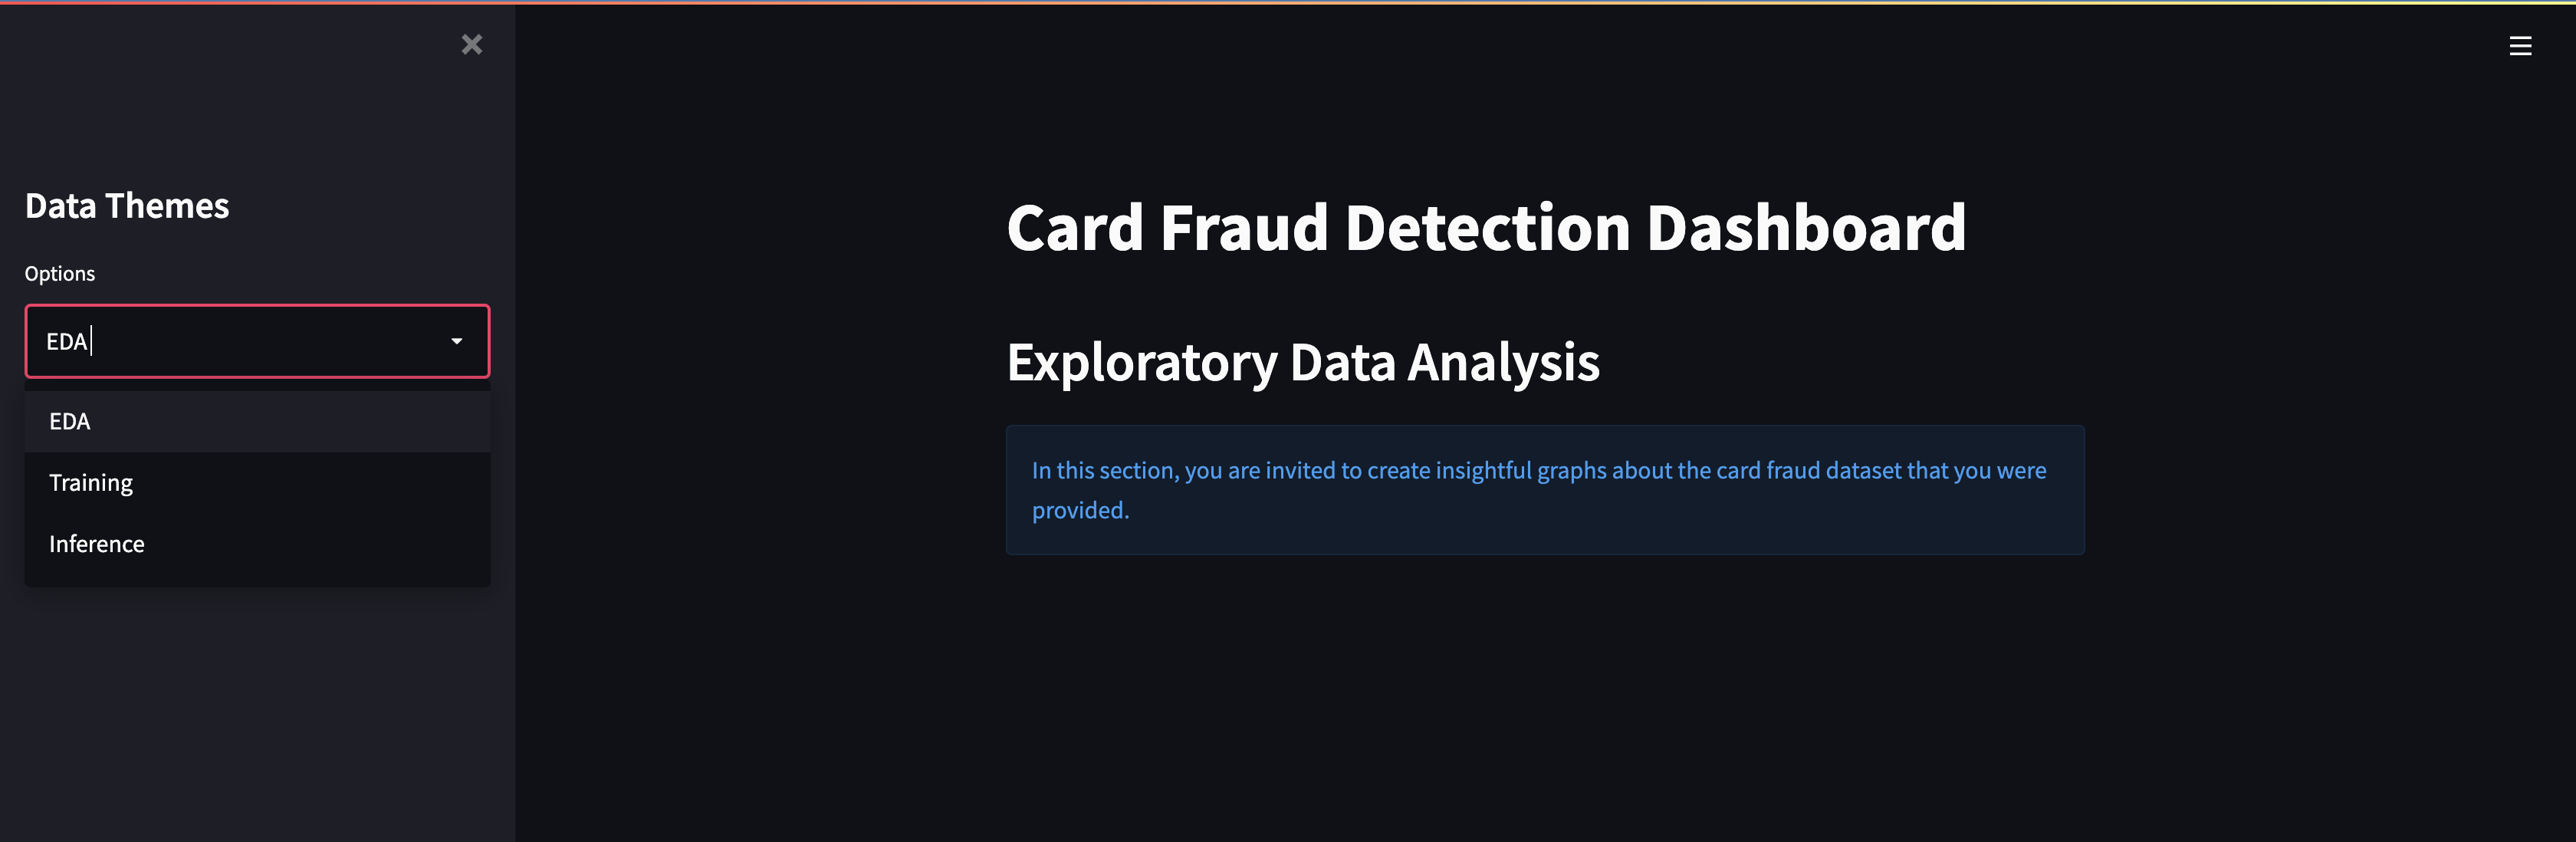 Data Themes
Options
EDA
EDA
Training
Inference
Card Fraud Detection Dashboard
Exploratory Data Analysis
In this section, you are invited to create insightful graphs about the card fraud dataset that you were
provided.